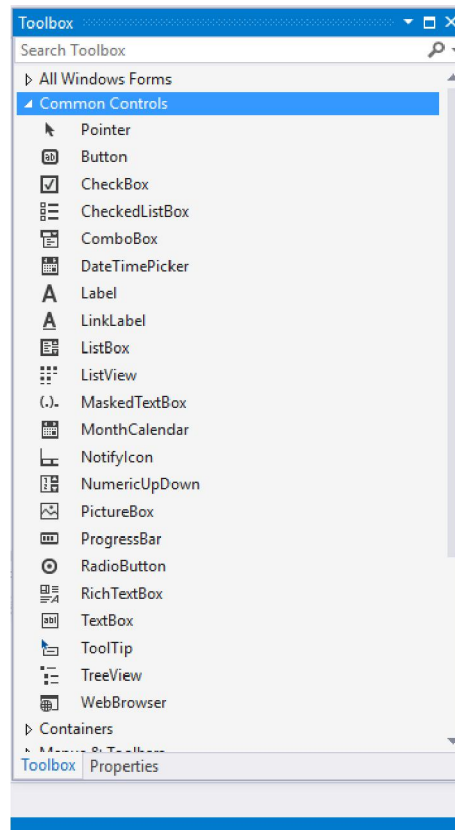 Toolbox
Search Toolbox
All Windows Forms
Common Controls
Pointer
Button
CheckBox
CheckedListBox
ComboBox
DateTimePicker
Label
LinkLabel
ListBox
ListView
MaskedTextBox
MonthCalendar
NotifyIcon
NumericUpDown
PictureBox
ProgressBar
RadioButton
RichTextBox
TextBox
ToolTip
TreeView
WebBrowser
Containers
Toolbox Properties